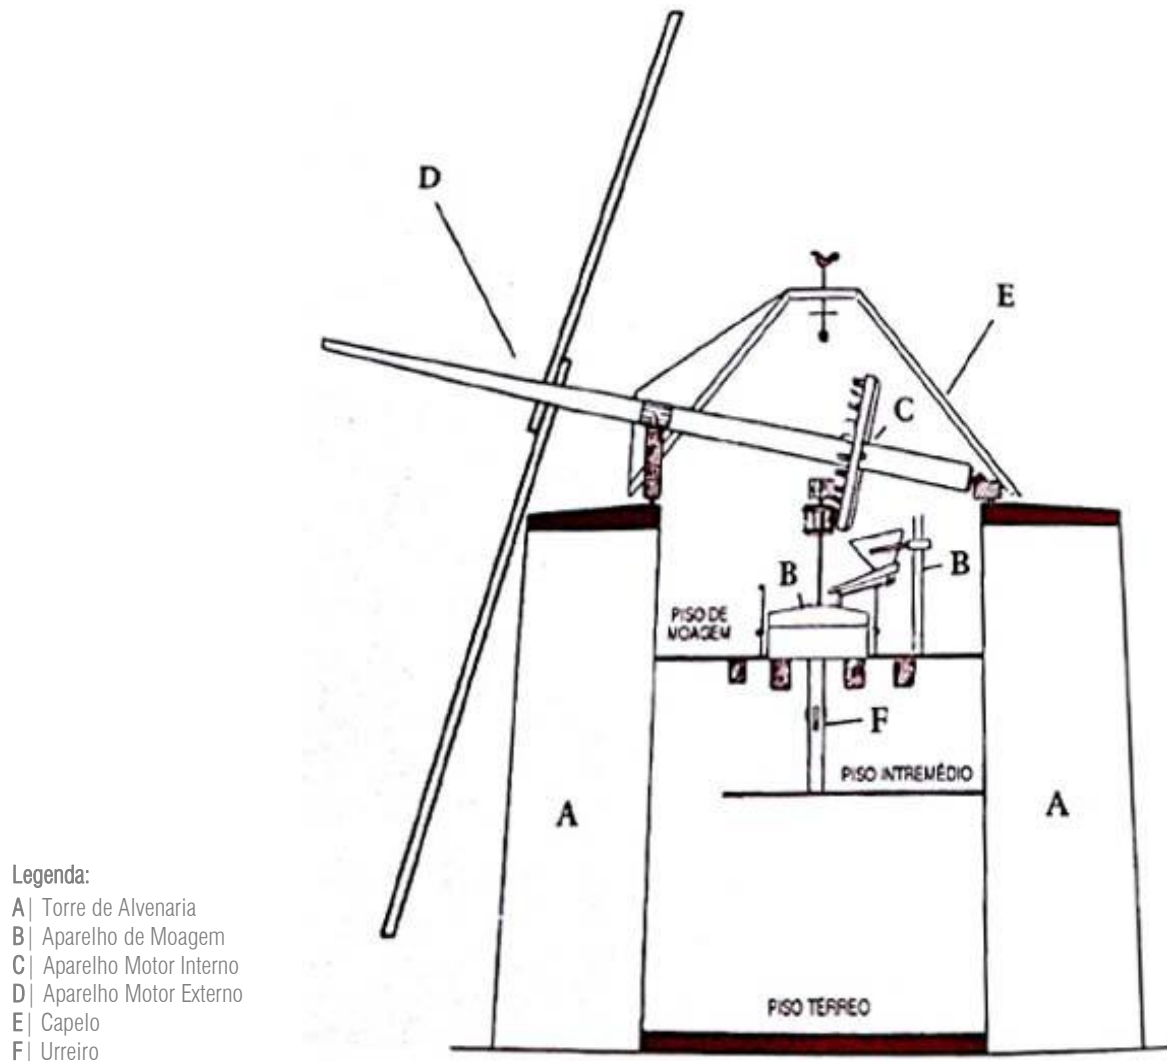 D
E
C
B
B
PISO DE
MOAGEM
F
PISO INTREMÉDIO
A
A
Legenda:
A| Torre de Alvenaria
B| Aparelho de Moagem
C| Aparelho Motor Interno
D| Aparelho Motor Externo
E| Capelo
F| Urreiro
PISO TÉRREO